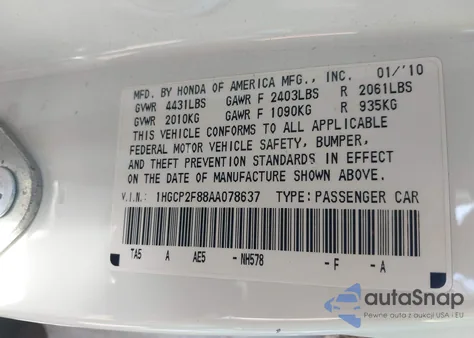 MFD. BY HONDA OF AMERICA MFG., INC. 01/'10
GVWR 4431LBS GAWR F 2403LBS R 2061LBS
GVWR 2010KG GAWR F 1090KG R 935KG
THIS VEHICLE CONFORMS TO ALL APPLICABLE
FEDERAL MOTOR VEHICLE SAFETY, BUMPER,
AND THEFT PREVENTION STANDARDS IN EFFECT
ON THE DATE OF MANUFACTURE SHOWN ABOVE.
V.I.N.: 1HGCP2F88AA078637 TYPE: PASSENGER CAR
TA5 A AE5 -NH578 -F -A
autoSnap
Pewne auta z aukcji USA i EU